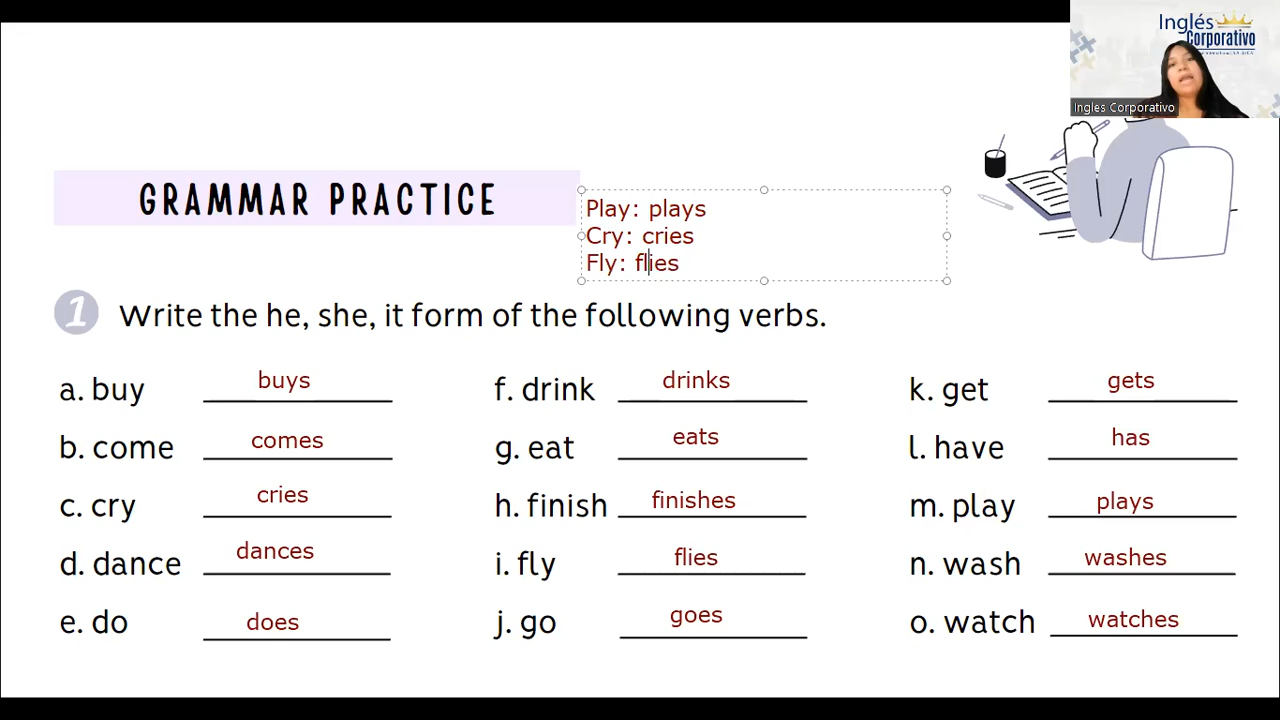 Inglés
Corporativo
Ingles Corporativo
GRAMMAR PRACTICE
Play: plays
Cry: cries
Fly: flies
1 Write the he, she, it form of the following verbs.
a. buy buys
b. come comes
c. cry cries
d. dance dances
e. do does
f. drink drinks
g. eat eats
h. finish finishes
i. fly flies
j. go goes
k. get gets
l. have has
m. play plays
n. wash washes
o. watch watches